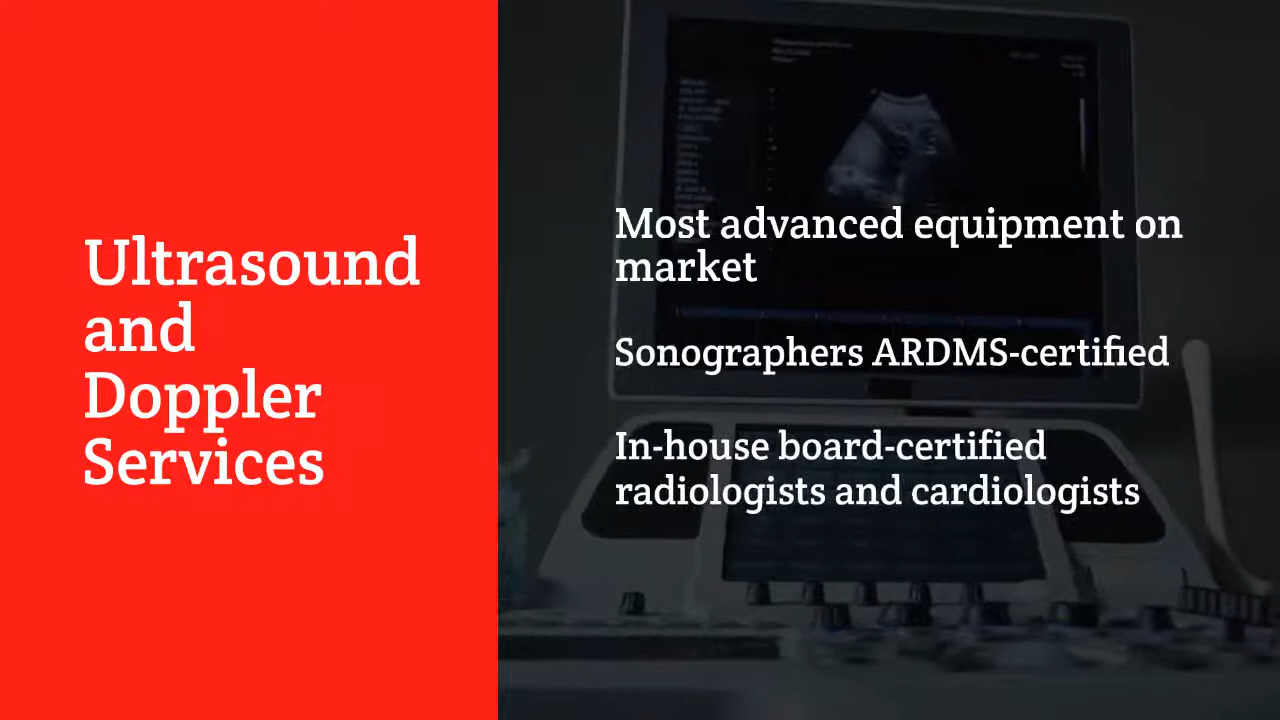 Ultrasound
and
Doppler
Services
Most advanced equipment on
market
Sonographers ARDMS-certified
In-house board-certified
radiologists and cardiologists